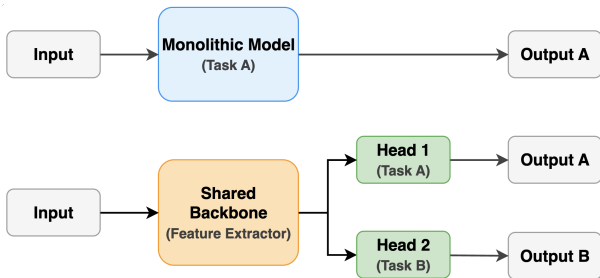 Input
Monolithic Model
(Task A)
Output A
Input
Shared
Backbone
(Feature Extractor)
Head 1
(Task A)
Output A
Head 2
(Task B)
Output B